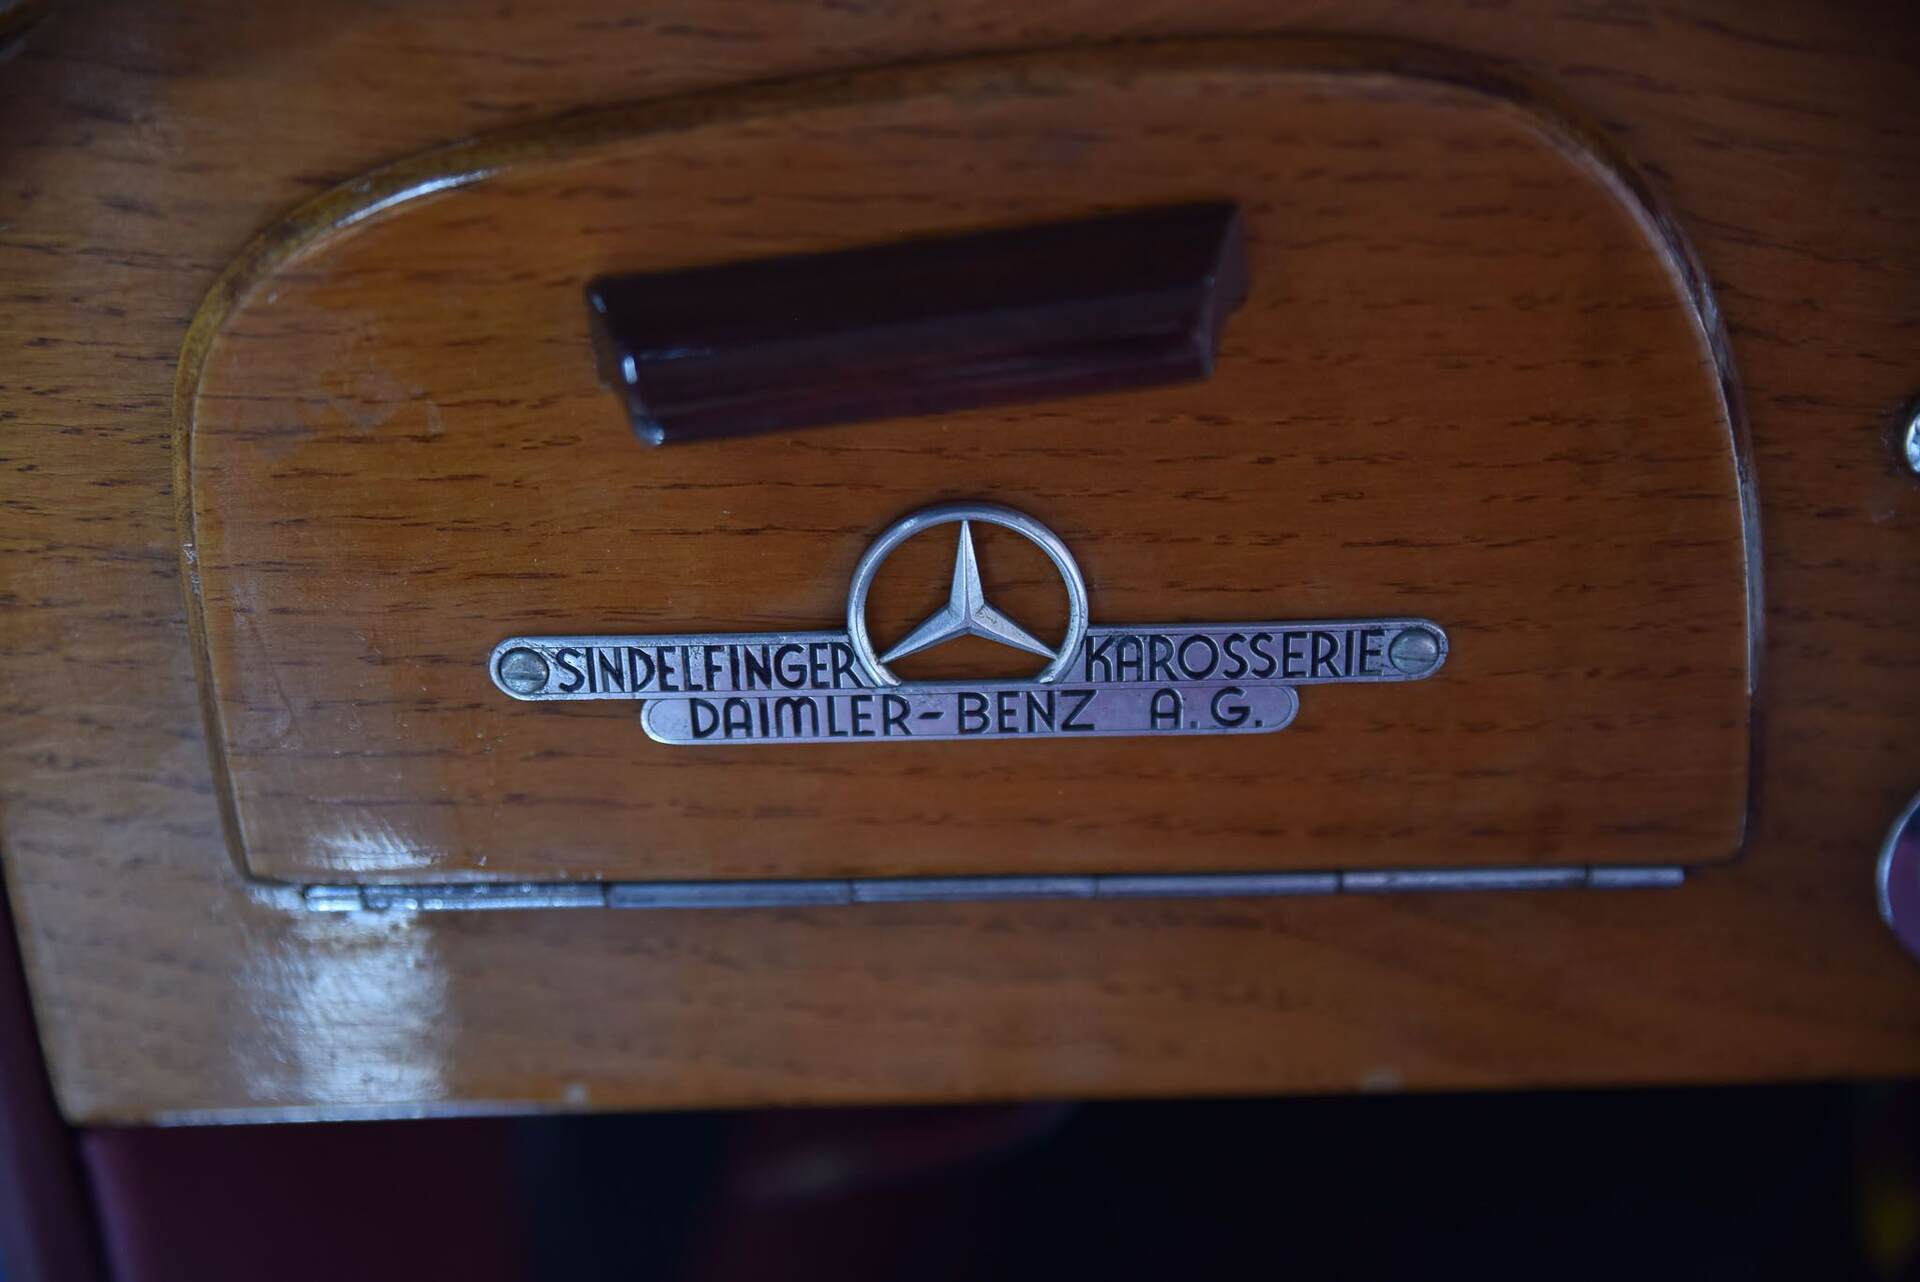 SINDELFINGER KAROSSERIE
DAIMLER-BENZ A.G.